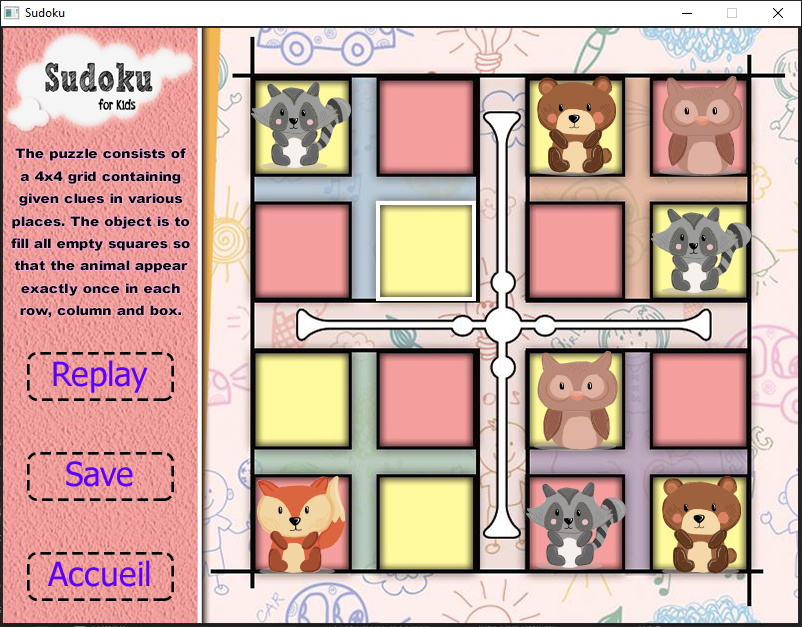 Sudoku
Sudoku
for Kids
The puzzle consists of
a 4x4 grid containing
given clues in various
places. The object is to
fill all empty squares so
that the animal appear
exactly once in each
row, column and box.
Replay
Save
Accueil
CAR